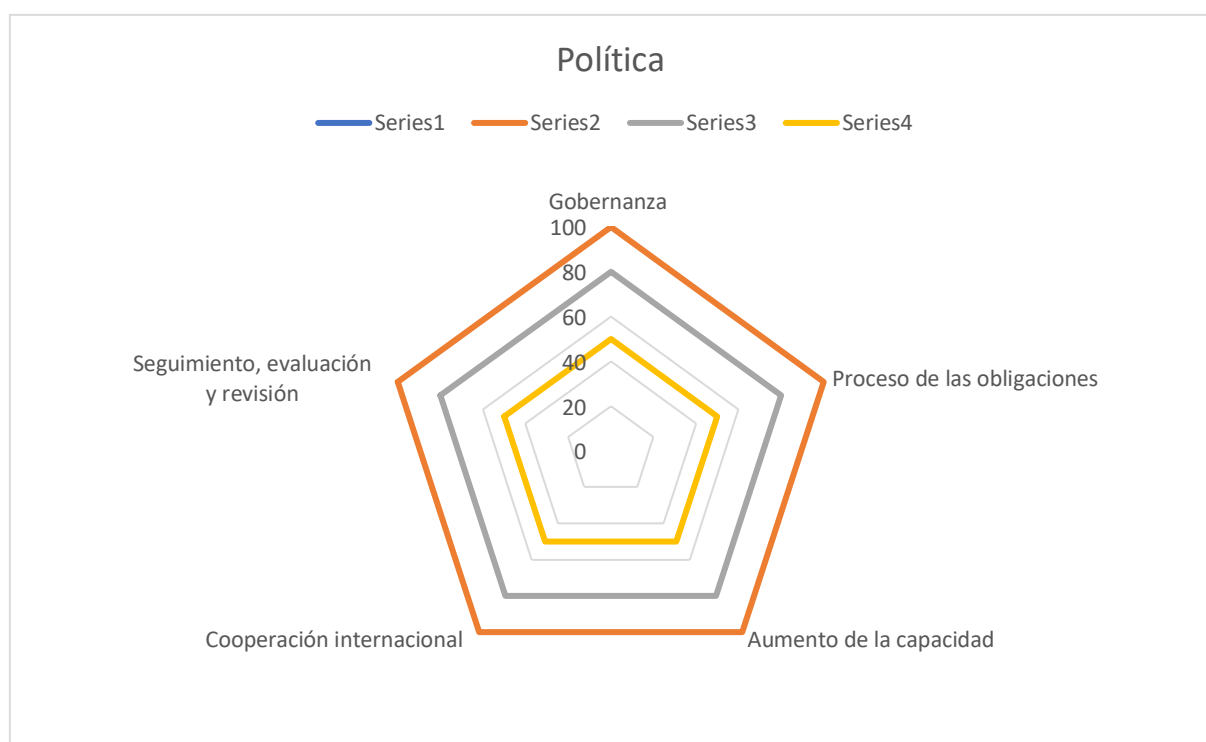 Política
Series1 Series2 Series3 Series4
Gobernanza
100
80
60
40
20
0
Proceso de las obligaciones
Aumento de la capacidad
Cooperación internacional
Seguimiento, evaluación
y revisión